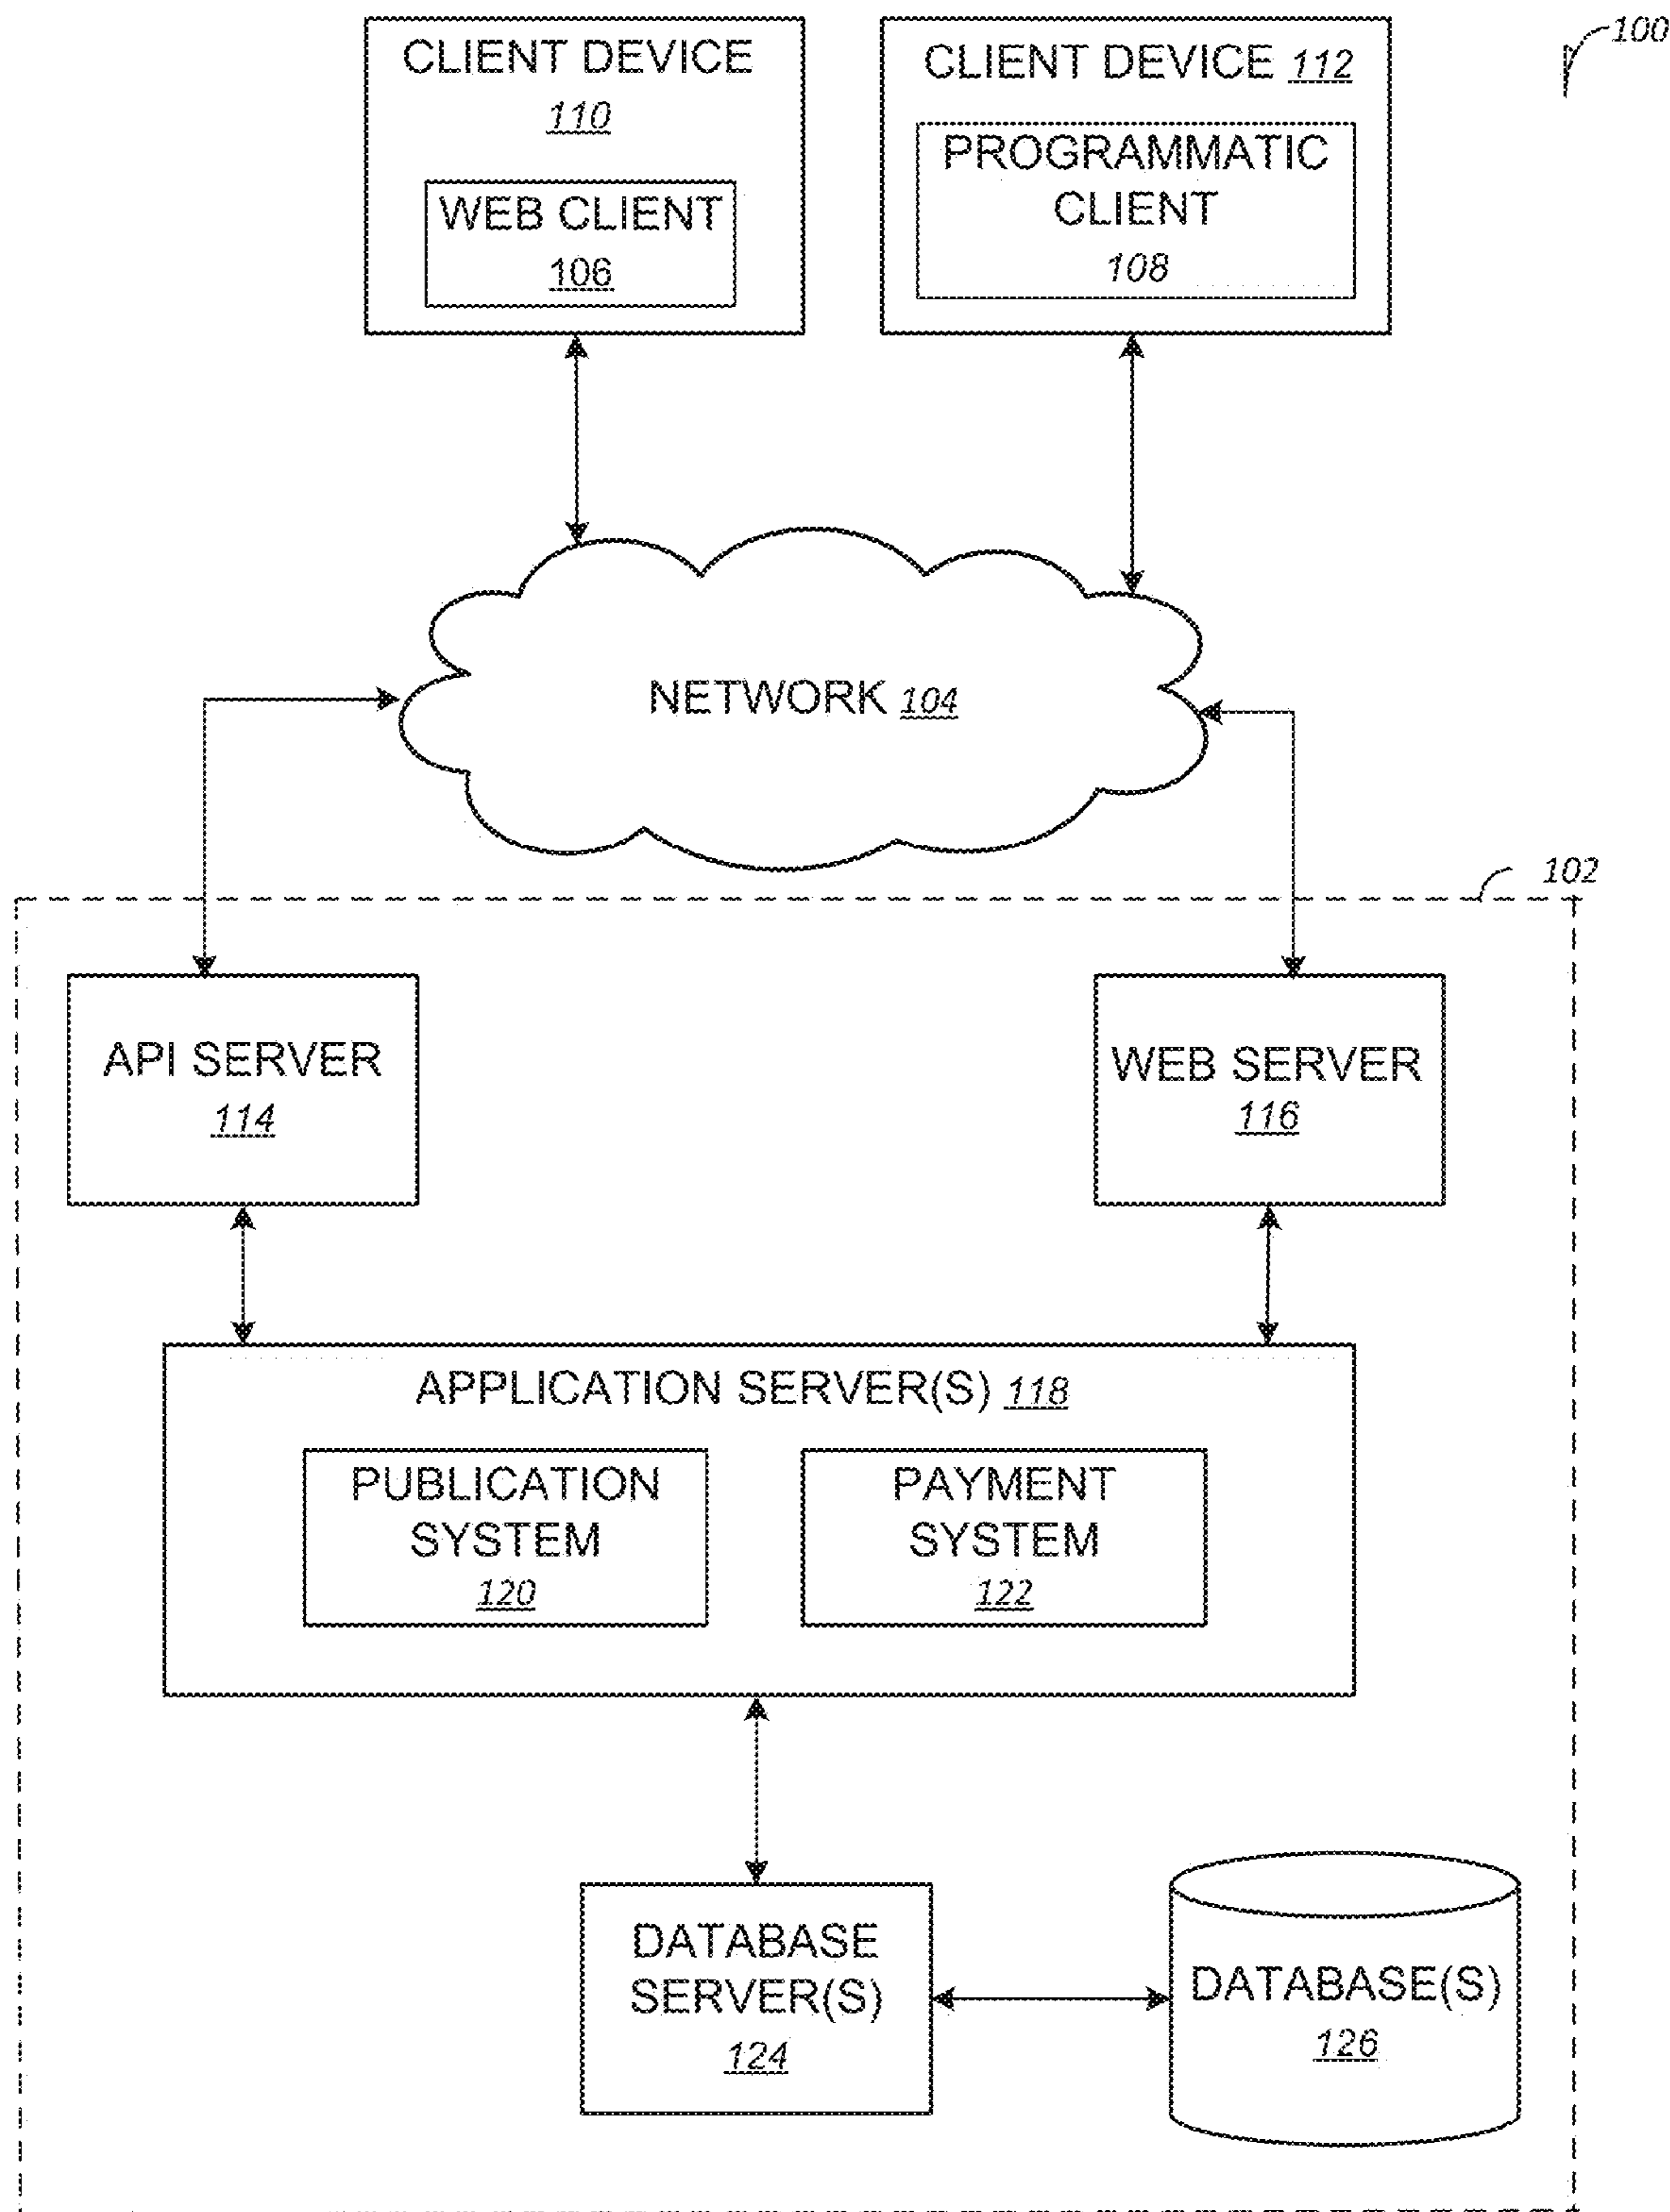 100
CLIENT DEVICE
110
WEB CLIENT
106
CLIENT DEVICE 112
PROGRAMMATIC
CLIENT
108
NETWORK 104
102
API SERVER
114
WEB SERVER
116
APPLICATION SERVER(S) 118
PUBLICATION
SYSTEM
120
PAYMENT
SYSTEM
122
DATABASE
SERVER(S)
124
DATABASE(S)
126